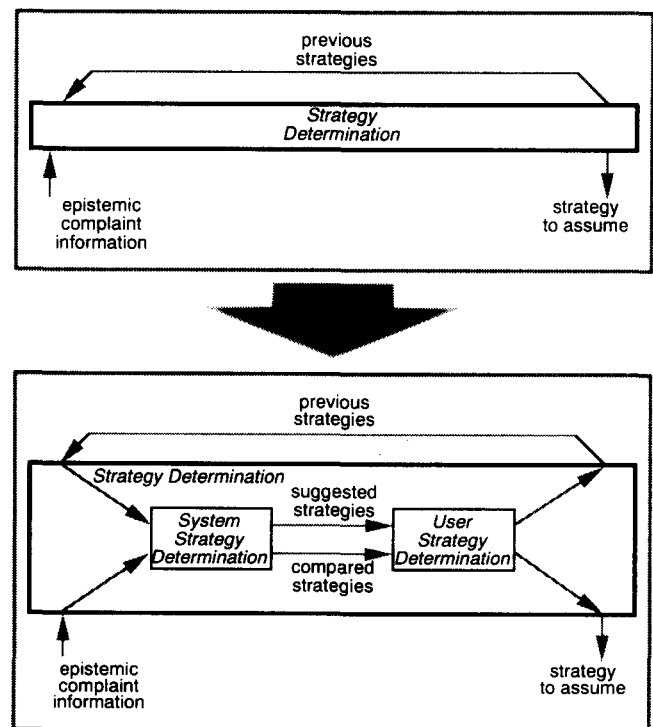 previous
strategies
Strategy
Determination
epistemic
complaint
information
strategy
to assume
previous
strategies
Strategy Determination
suggested
strategies
System
Strategy
Determination
User
Strategy
Determination
compared
strategies
epistemic
complaint
information
strategy
to assume